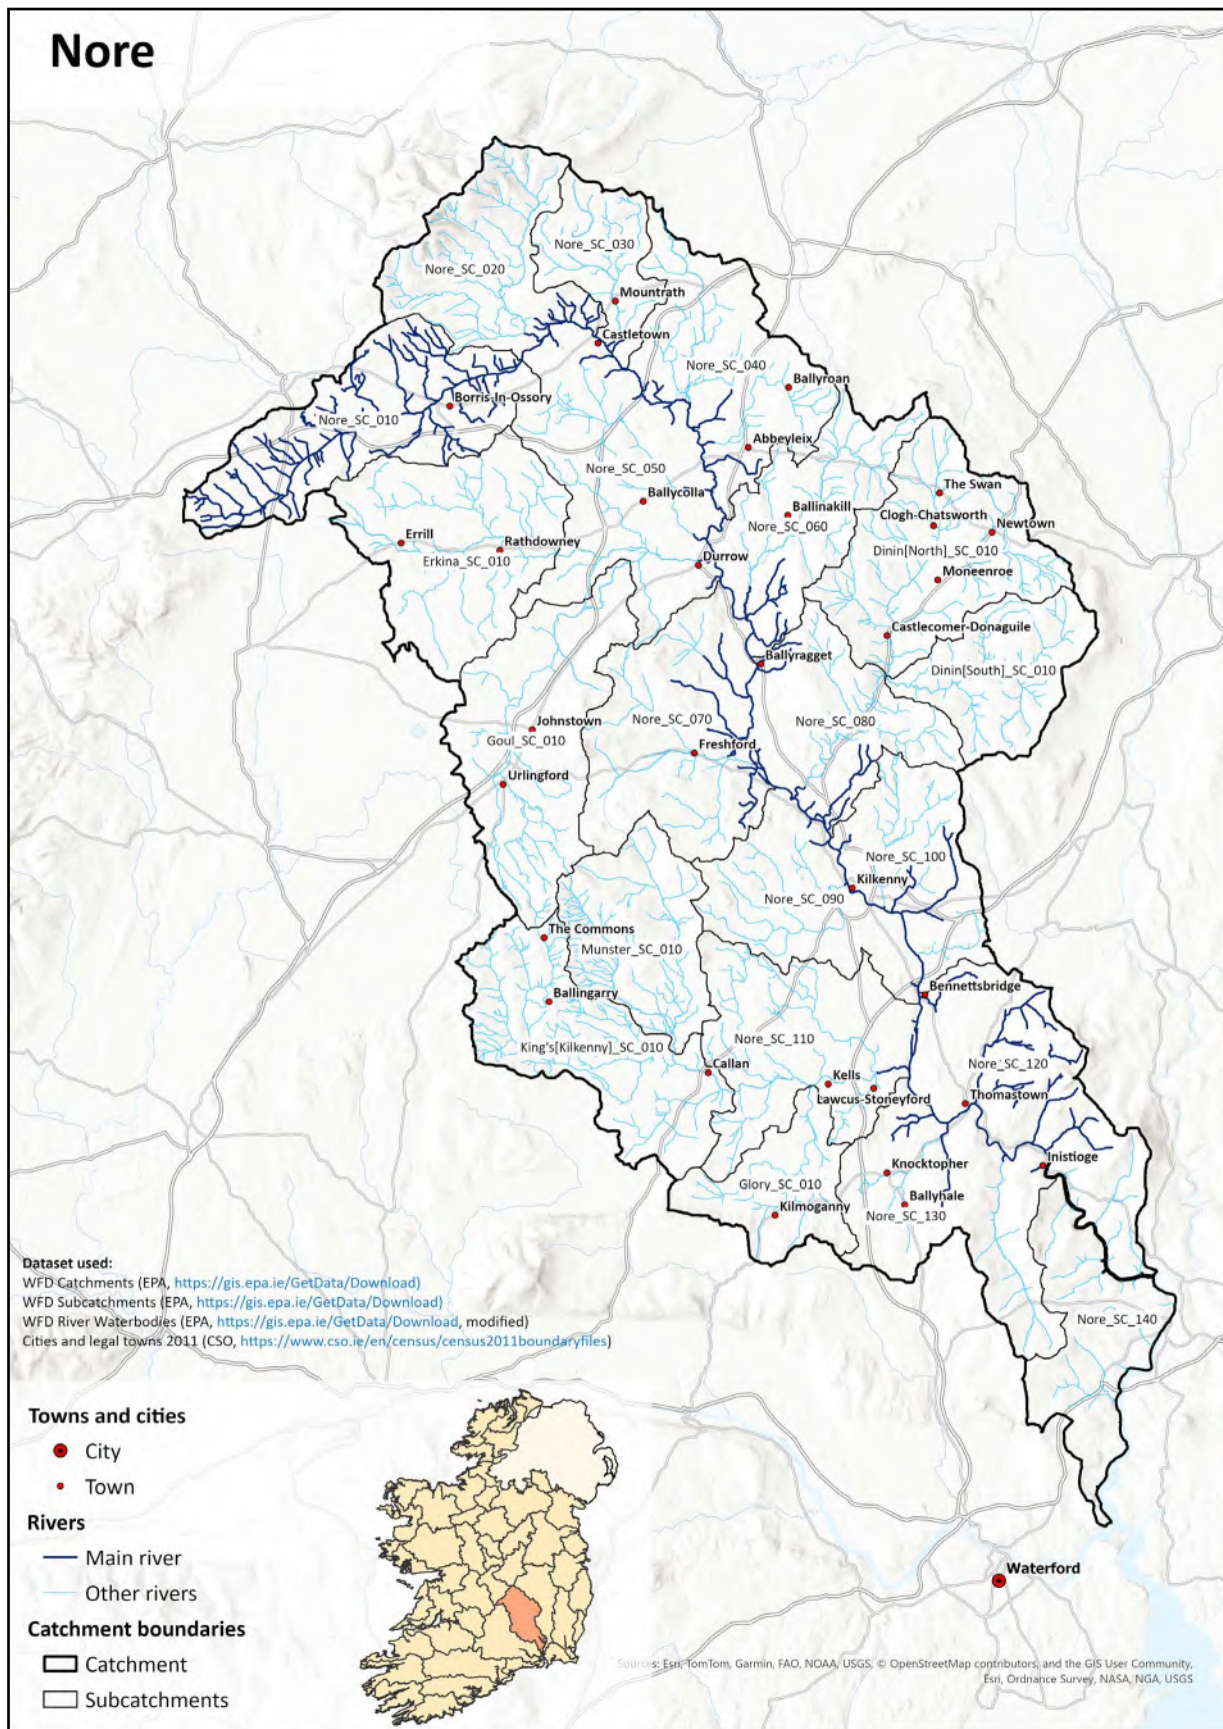 Nore
Nore_SC_030
Nore_SC_020
Mountrath
Castletown
Nore_SC_040
Ballyroan
Borris-In-Ossory
Nore_SC_010
Abbeyleix
Nore_SC_050
The Swan
Ballycolla
Ballinakill
Clogh-Chatsworth
Nore_SC_060
Newtown
Errill
Rathdowney
Dinin[North]_SC_010
Erkina_SC_010
Durrow
Moneenroe
Castlecomer-Donaguile
Ballyragget
Dinin[South]_SC_010
Johnstown
Nore_SC_070
Nore_SC_080
Goul_SC_010
Freshford
Urlingford
Nore_SC_100
Kilkenny
Nore_SC_090
The Commons
Munster_SC_010
Bennettsbridge
Ballingarry
Nore_SC_110
King's[Kilkenny]_SC_010
Callan
Nore_SC_120
Kells
Lawcus-Stoneyford
Thomastown
Knocktopher
Inistioge
Glory_SC_010
Ballyhale
Kilmoganny
Nore_SC_130
Nore_SC_140
Dataset used:
WFD Catchments (EPA, https://gis.epa.ie/GetData/Download)
WFD Subcatchments (EPA, https://gis.epa.ie/GetData/Download)
WFD River Waterbodies (EPA, https://gis.epa.ie/GetData/Download, modified)
Cities and legal towns 2011 (CSO, https://www.cso.ie/en/census/census2011boundaryfiles)
Towns and cities
City
Town
Rivers
Main river
Other rivers
Catchment boundaries
Catchment
Subcatchments
Waterford
Sources: Esri, TomTom, Garmin, FAO, NOAA, USGS, © OpenStreetMap contributors, and the GIS User Community,
Esri, Ordnance Survey, NASA, NGA, USGS